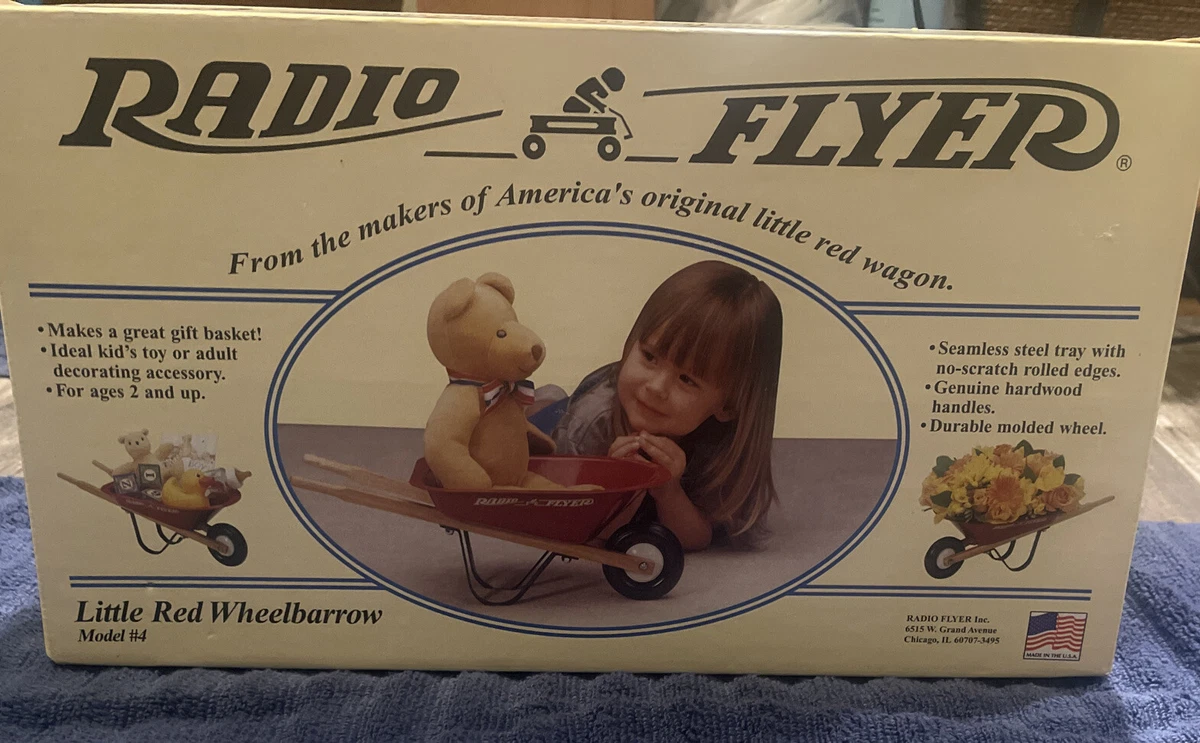 RADIO FLYER®
From the makers of America's original little red wagon.
• Makes a great gift basket!
• Ideal kid's toy or adult
decorating accessory.
• For ages 2 and up.
• Seamless steel tray with
no-scratch rolled edges.
• Genuine hardwood
handles.
• Durable molded wheel.
RADIO FLYER
Little Red Wheelbarrow
Model #4
RADIO FLYER Inc.
6515 W. Grand Avenue
Chicago, IL 60707-3495
MADE IN THE U.S.A.